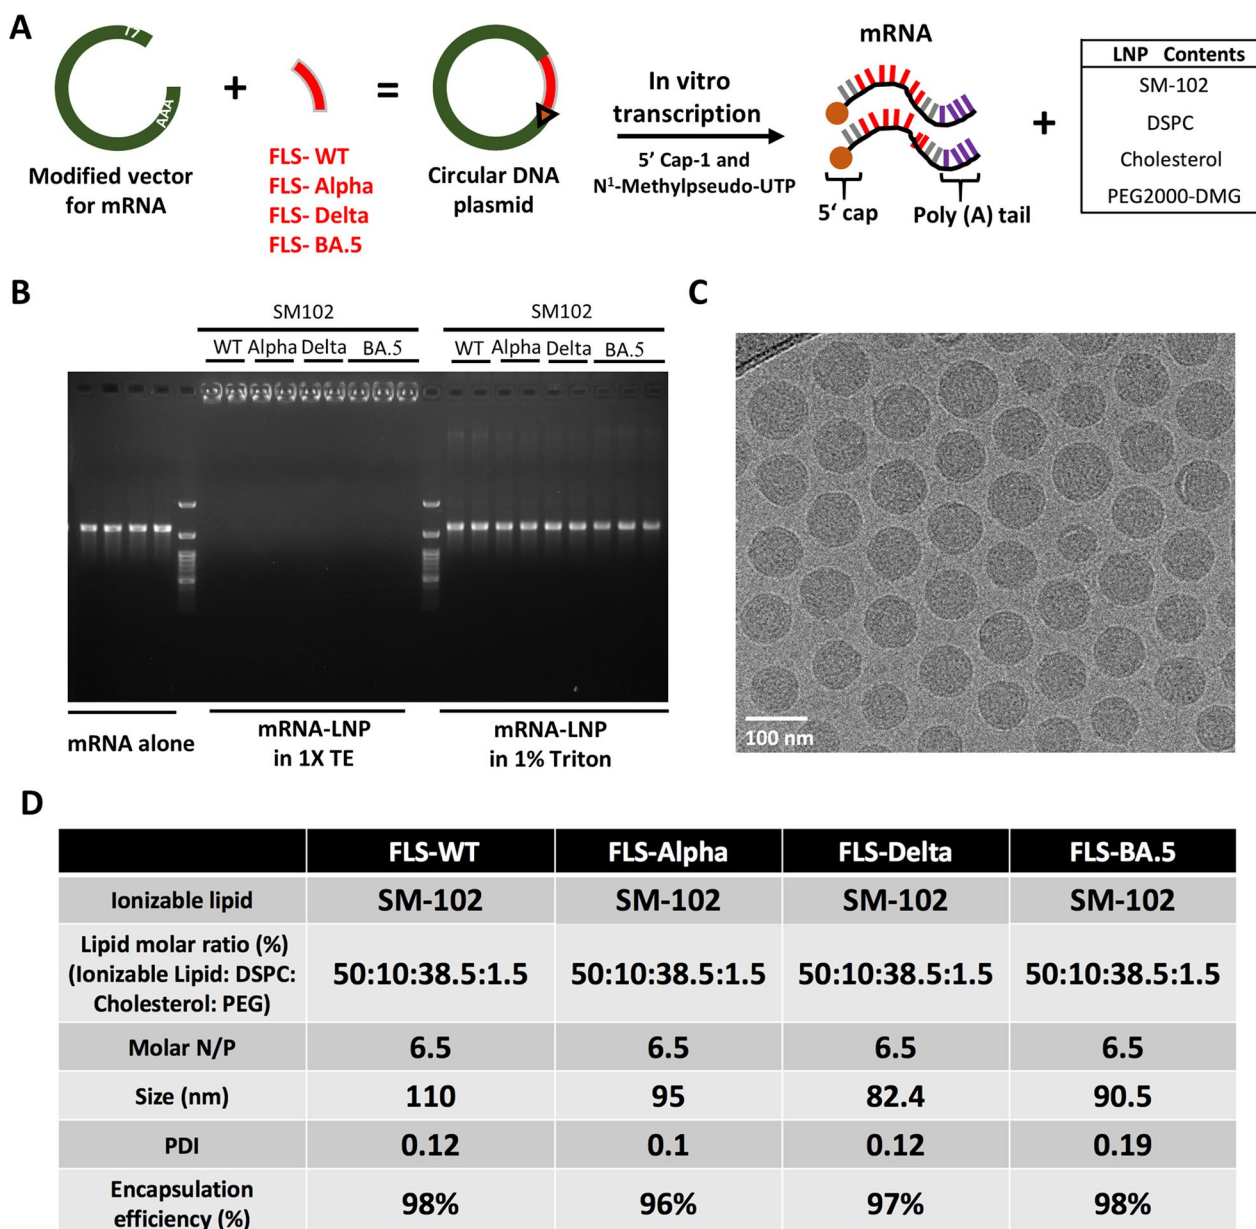 A
T7
AAA
Modified vector
for mRNA
+
FLS- WT
FLS- Alpha
FLS- Delta
FLS- BA.5
=
Circular DNA
plasmid
In vitro
transcription
5′ Cap-1 and
N¹-Methylpseudo-UTP
mRNA
5′ cap
Poly (A) tail
+
LNP Contents
SM-102
DSPC
Cholesterol
PEG2000-DMG
B
SM102
SM102
WT Alpha Delta BA.5
WT Alpha Delta BA.5
mRNA alone
mRNA-LNP
in 1X TE
mRNA-LNP
in 1% Triton
C
100 nm
D
FLS-WT FLS-Alpha FLS-Delta FLS-BA.5
Ionizable lipid SM-102 SM-102 SM-102 SM-102
Lipid molar ratio (%)
(Ionizable Lipid: DSPC:
Cholesterol: PEG)
50:10:38.5:1.5 50:10:38.5:1.5 50:10:38.5:1.5 50:10:38.5:1.5
Molar N/P 6.5 6.5 6.5 6.5
Size (nm) 110 95 82.4 90.5
PDI 0.12 0.1 0.12 0.19
Encapsulation
efficiency (%)
98% 96% 97% 98%